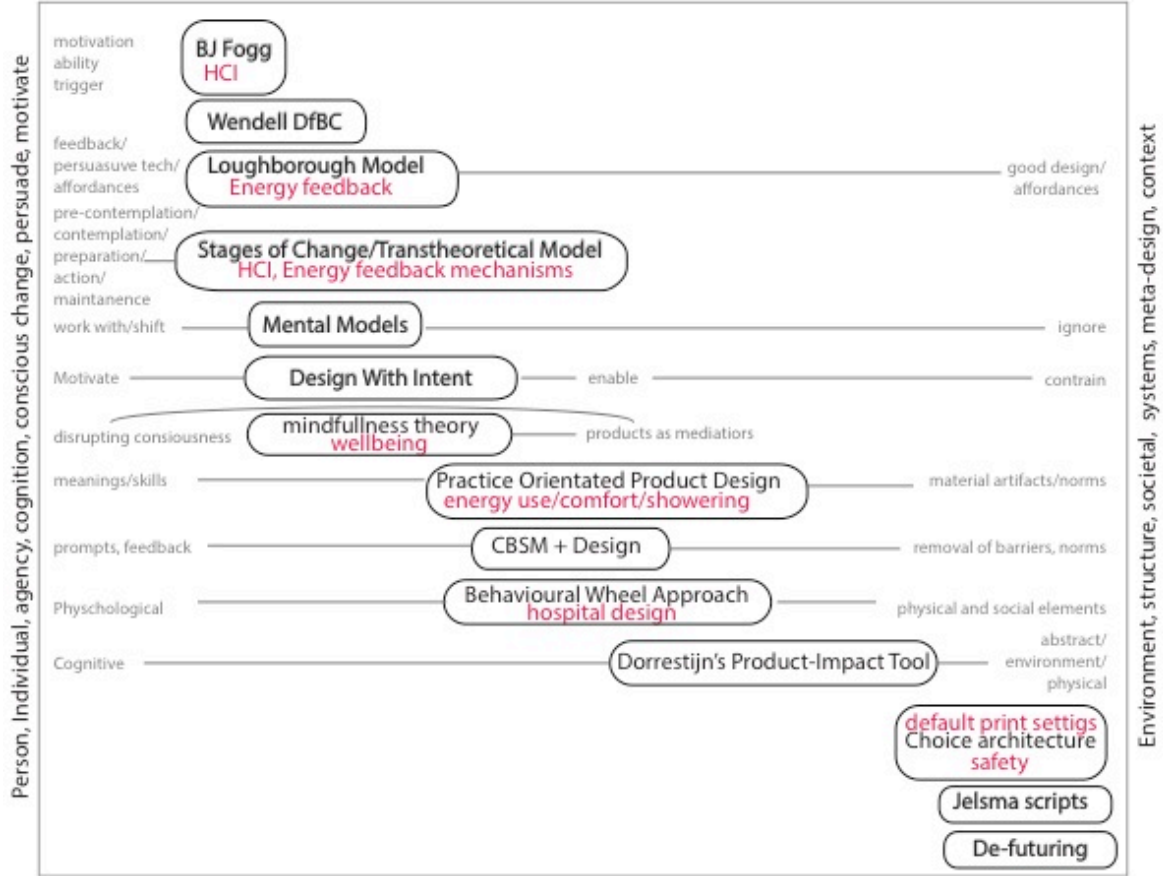 Person, Individual, agency, cognition, conscious change, persuade, motivate
motivation
ability
trigger
BJ Fogg
HCI
Wendell DfBC
feedback/
persuasuve tech/
affordances
Loughborough Model
Energy feedback
good design/
affordances
pre-contemplation/
contemplation/
preparation/
action/
maintanence
Stages of Change/Transtheoretical Model
HCI, Energy feedback mechanisms
work with/shift
Mental Models
ignore
Motivate
Design With Intent
enable
contrain
disrupting consiousness
mindfullness theory
wellbeing
products as mediatiors
meanings/skills
Practice Orientated Product Design
energy use/comfort/showering
material artifacts/norms
prompts, feedback
CBSM + Design
removal of barriers, norms
Physchological
Behavioural Wheel Approach
hospital design
physical and social elements
Cognitive
Dorrestijn's Product-Impact Tool
abstract/
environment/
physical
default print settigs
Choice architecture
safety
Jelsma scripts
De-futuring
Environment, structure, societal, systems, meta-design, context